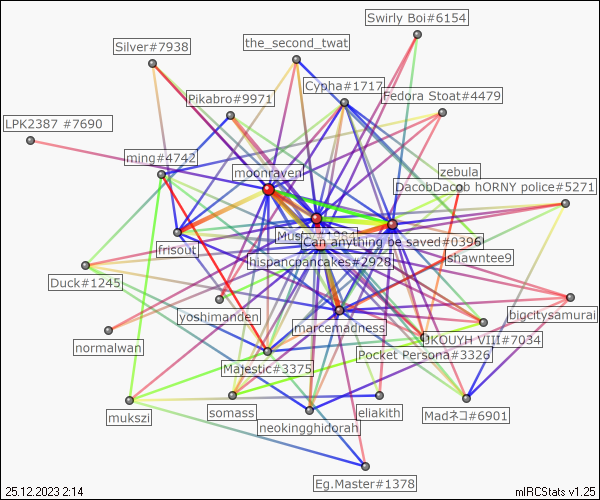 Swirly Boi#6154
Silver#7938
the_second_twat
Cypha#1717
Fedora Stoat#4479
Pikabro#9971
LPK2387 #7690
ming#4742
moonraven
zebula
DacobDacob hORNY police#5271
frisout
Can anything be saved#0396
hispancpancakes#2928
shawntee9
Duck#1245
yoshimanden
bigcitysamurai
marcemadness
normalwan
JKOUYH VIII#7034
Pocket Persona#3326
Majestic#3375
mukszi
somass
eliakith
Madネコ#6901
neokingghidorah
Eg.Master#1378
25.12.2023 2:14
mIRCStats v1.25